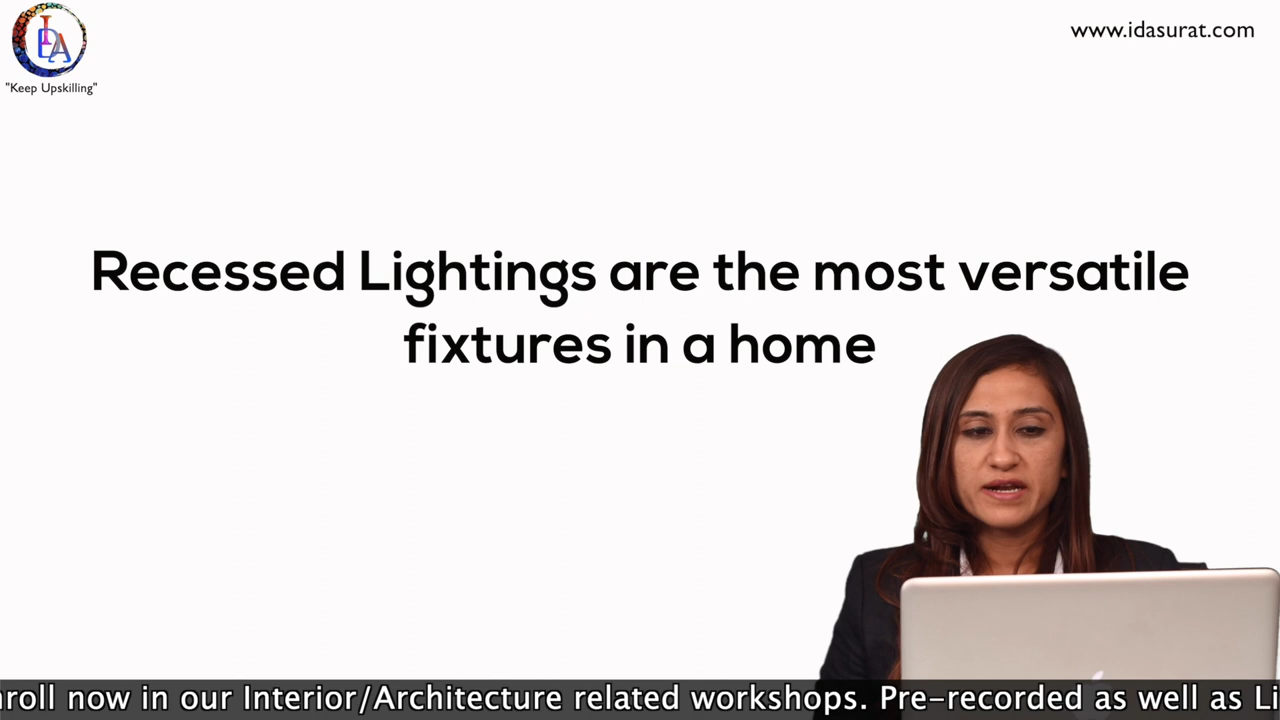 IDA
www.idasurat.com
"Keep Upskilling"
Recessed Lightings are the most versatile
fixtures in a home
nroll now in our Interior/Architecture related workshops. Pre-recorded as well as Li